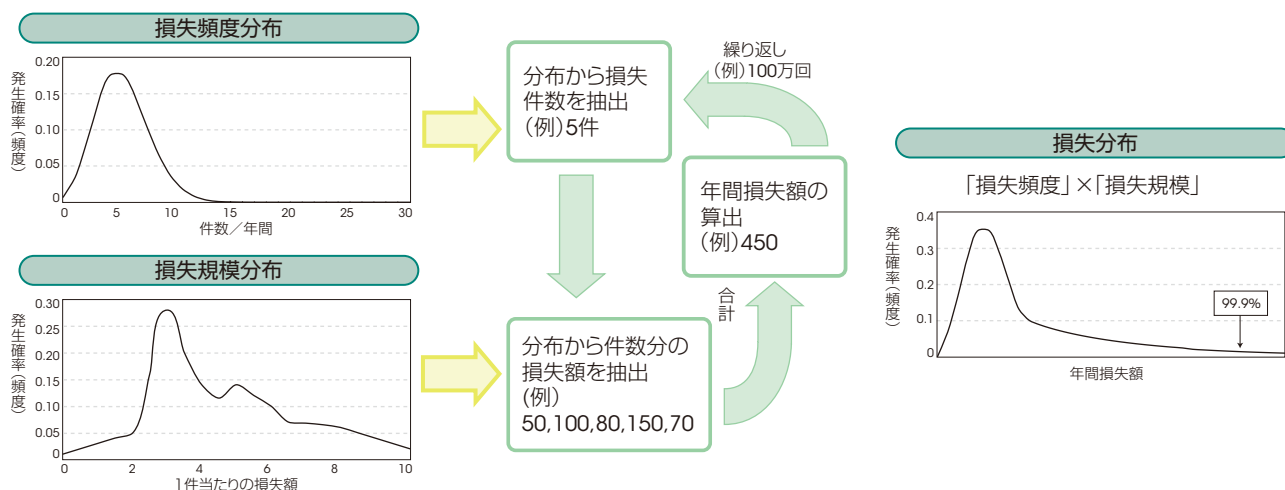 損失頻度分布
発生確率（頻度）
0.20
0.15
0.10
0.05
0
0 5 10 15 20 25 30
件数／年間
損失規模分布
発生確率（頻度）
0.30
0.25
0.20
0.15
0.10
0.05
0
0 2 4 6 8 10
1件当たりの損失額
分布から損失
件数を抽出
（例）5件
繰り返し
（例）100万回
年間損失額の
算出
（例）450
合計
分布から件数分の
損失額を抽出
（例）
50,100,80,150,70
損失分布
「損失頻度」×「損失規模」
発生確率（頻度）
0.4
0.3
0.2
0.1
0
99.9%
年間損失額